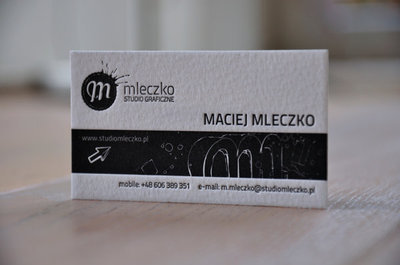 m mleczko
STUDIO GRAFICZNE
MACIEJ MLECZKO
www.studiomleczko.pl
mobile: +48 606 389 351 e-mail: m.mleczko@studiomleczko.pl